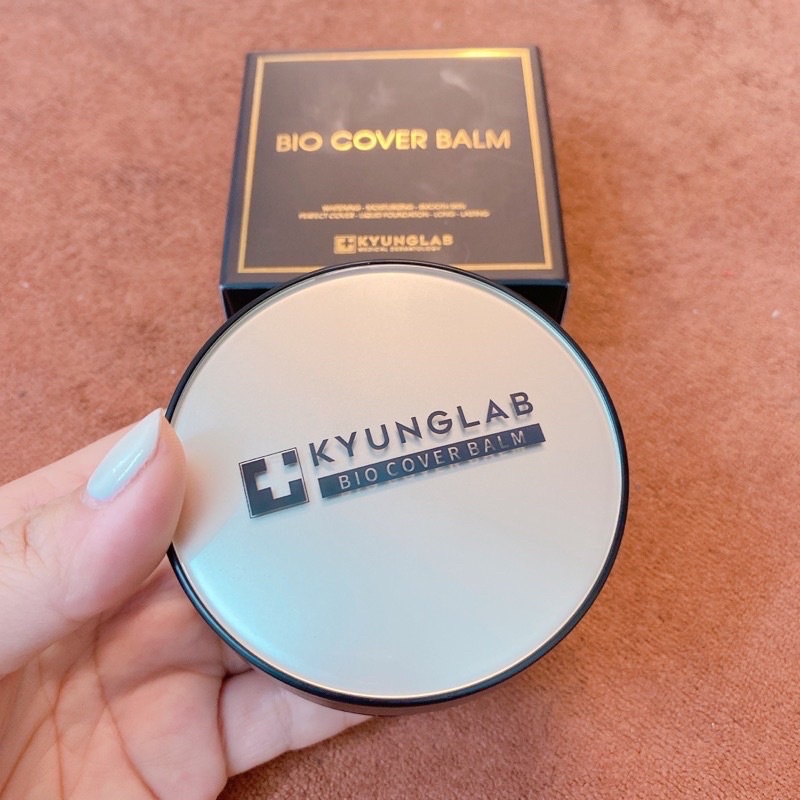 BIO COVER BALM
WHITENING - MOISTURIZING - SMOOTH SKIN
PERFECT COVER - LIQUID FOUNDATION - LONG - LASTING
KYUNGLAB
MEDICAL DERMATOLOGY
KYUNGLAB
BIO COVER BALM